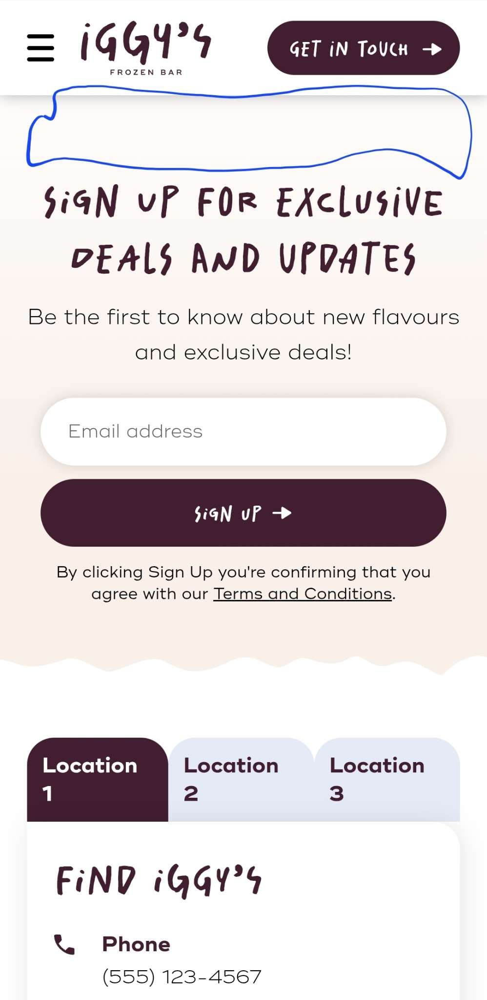 iGGY'S
FROZEN BAR
GET iN TOUCH
SiGN UP FOR EXCLUSiVE
DEALS AND UPDATES
Be the first to know about new flavours
and exclusive deals!
Email address
SiGN UP
By clicking Sign Up you're confirming that you
agree with our Terms and Conditions.
Location 1
Location 2
Location 3
FiND iGGY'S
Phone
(555) 123-4567